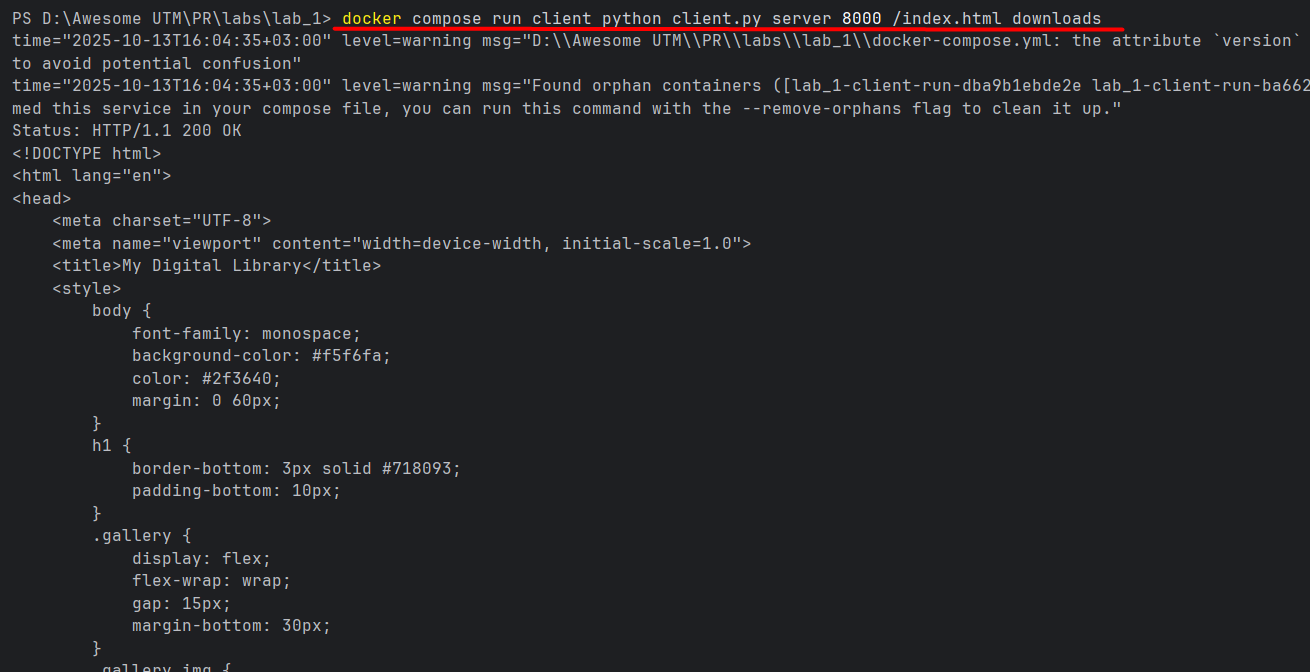 PS D:\Awesome UTM\PR\labs\lab_1> docker compose run client python client.py server 8000 /index.html downloads
time="2025-10-13T16:04:35+03:00" level=warning msg="D:\\Awesome UTM\\PR\\labs\\lab_1\\docker-compose.yml: the attribute `version`
to avoid potential confusion"
time="2025-10-13T16:04:35+03:00" level=warning msg="Found orphan containers ([lab_1-client-run-dba9b1ebde2e lab_1-client-run-ba662
med this service in your compose file, you can run this command with the --remove-orphans flag to clean it up."
Status: HTTP/1.1 200 OK
<!DOCTYPE html>
<html lang="en">
<head>
    <meta charset="UTF-8">
    <meta name="viewport" content="width=device-width, initial-scale=1.0">
    <title>My Digital Library</title>
    <style>
        body {
            font-family: monospace;
            background-color: #f5f6fa;
            color: #2f3640;
            margin: 0 60px;
        }
        h1 {
            border-bottom: 3px solid #718093;
            padding-bottom: 10px;
        }
        .gallery {
            display: flex;
            flex-wrap: wrap;
            gap: 15px;
            margin-bottom: 30px;
        }
        .gallery img {